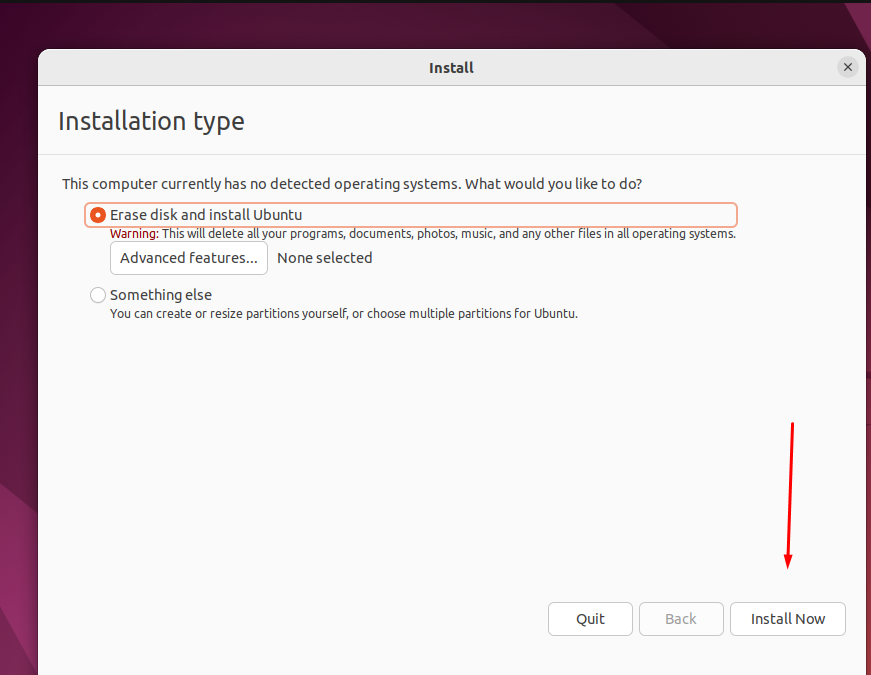 Install
Installation type
This computer currently has no detected operating systems. What would you like to do?
Erase disk and install Ubuntu
Warning: This will delete all your programs, documents, photos, music, and any other files in all operating systems.
Advanced features... None selected
Something else
You can create or resize partitions yourself, or choose multiple partitions for Ubuntu.
Quit Back Install Now